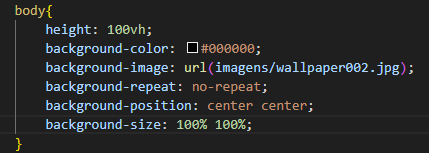 body{
height: 100vh;
background-color: #000000;
background-image: url(imagens/wallpaper002.jpg);
background-repeat: no-repeat;
background-position: center center;
background-size: 100% 100%;
}